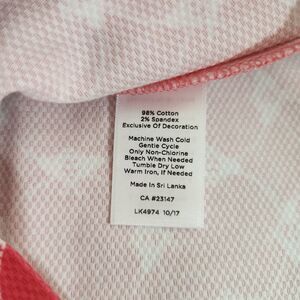 98% Cotton
2% Spandex
Exclusive Of Decoration
Machine Wash Cold
Gentle Cycle
Only Non-Chlorine
Bleach When Needed
Tumble Dry Low
Warm Iron, If Needed
Made In Sri Lanka
CA #23147
LK4974 10/17